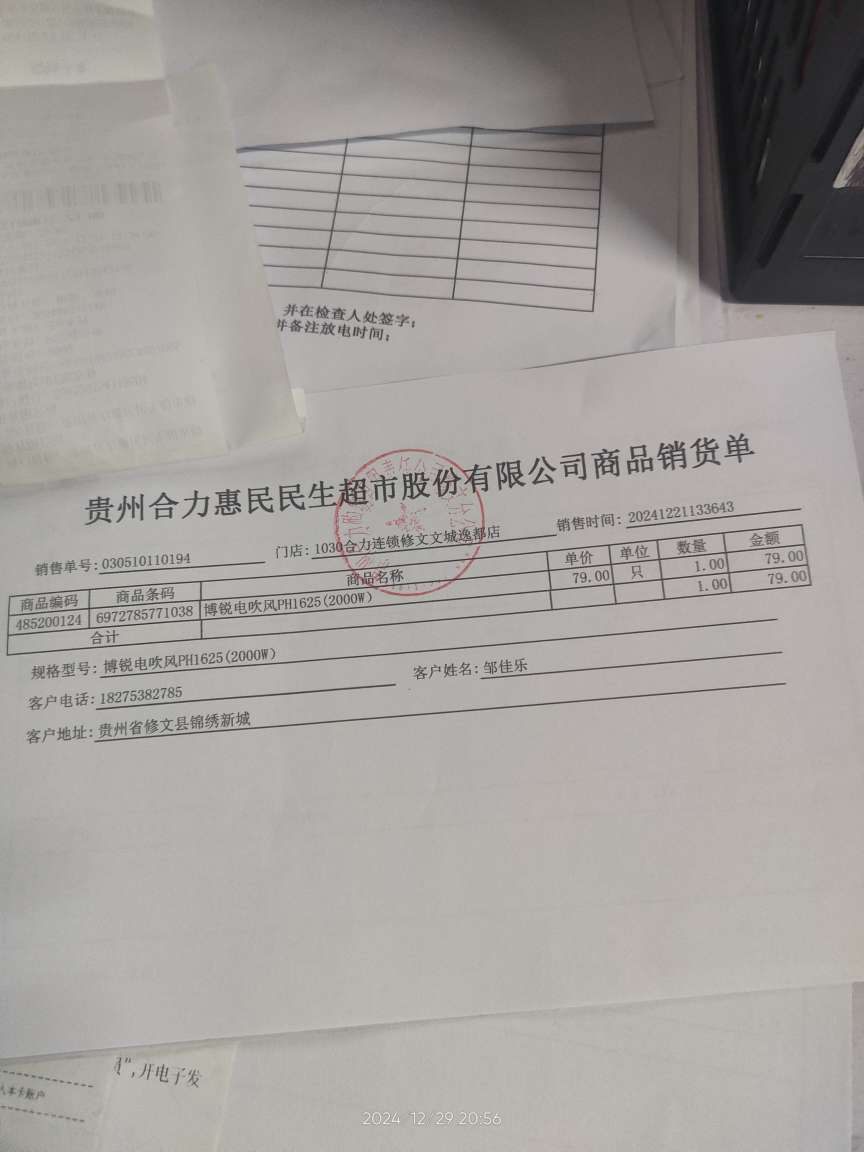 并在检查人处签字；
并备注放电时间；
贵州合力惠民民生超市股份有限公司商品销货单
销售单号：030510110194 门店：1030合力连锁修文文城逸都店 销售时间：20241221133643
商品编码 商品条码 商品名称 单价 单位 数量 金额
485200124 6972785771038 博锐电吹风PH1625(2000W) 79.00 只 1.00 79.00
合计 1.00 79.00
规格型号：博锐电吹风PH1625(2000W)
客户电话：18275382785 客户姓名：邹佳乐
客户地址：贵州省修文县锦绣新城
"，开电子发
本卡账户
2024 12 29 20:56